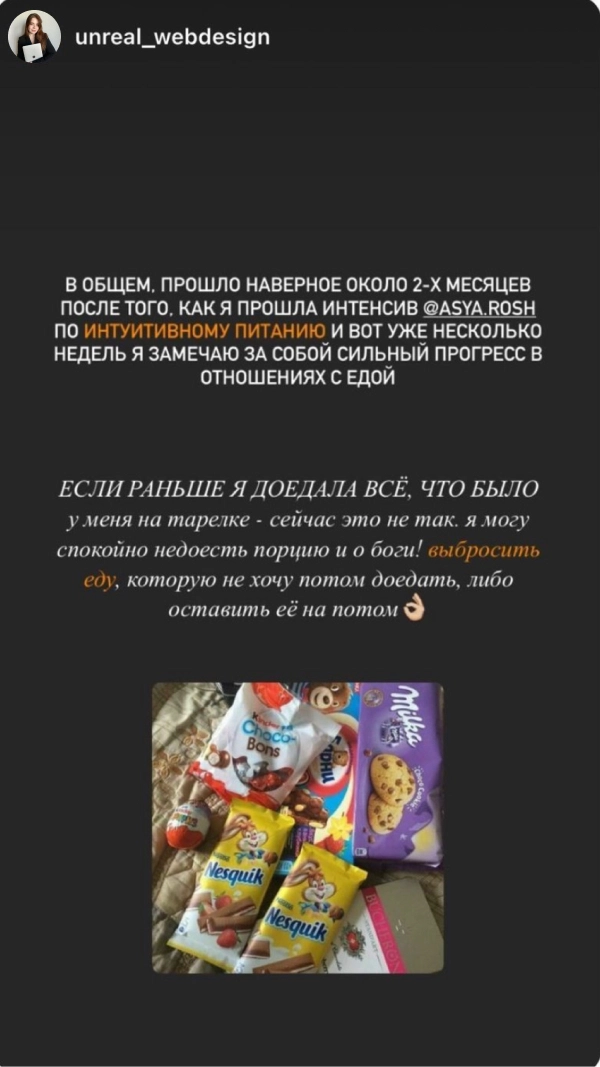 unreal_webdesign
В ОБЩЕМ, ПРОШЛО НАВЕРНОЕ ОКОЛО 2-Х МЕСЯЦЕВ
ПОСЛЕ ТОГО, КАК Я ПРОШЛА ИНТЕНСИВ @ASYA.ROSH
ПО ИНТУИТИВНОМУ ПИТАНИЮ И ВОТ УЖЕ НЕСКОЛЬКО
НЕДЕЛЬ Я ЗАМЕЧАЮ ЗА СОБОЙ СИЛЬНЫЙ ПРОГРЕСС В
ОТНОШЕНИЯХ С ЕДОЙ
ЕСЛИ РАНЬШЕ Я ДОЕДАЛА ВСЁ, ЧТО БЫЛО
у меня на тарелке - сейчас это не так. я могу
спокойно недоесть порцию и о боги! выбросить
еду, которую не хочу потом доедать, либо
оставить её на потом👌🏼
Kinder
Choco-
Bons
Milka
Nesquik
Nesquik
BUCHERON